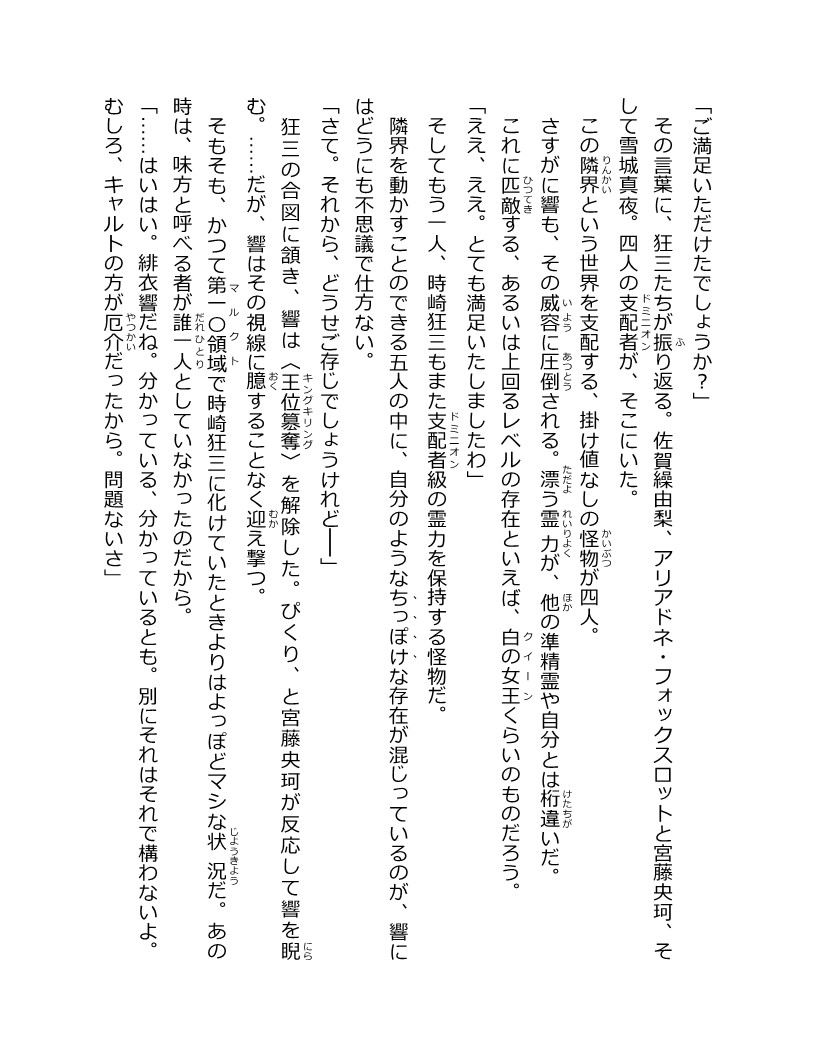 「ご満足いただけたでしょうか？」
その言葉に、狂三たちが振り返る。佐賀繰由梨、アリアドネ・フォックスロットと宮藤央珂、そ
して雪城真夜。四人の支配者が、そこにいた。
この隣界という世界を支配する、掛け値なしの怪物が四人。
さすがに響も、その威容に圧倒される。漂う霊力が、他の準精霊や自分とは桁違いだ。
これに匹敵する、あるいは上回るレベルの存在といえば、白の女王くらいのものだろう。
「ええ、ええ。とても満足いたしましたわ」
そしてもう一人、時崎狂三もまた支配者級の霊力を保持する怪物だ。
隣界を動かすことのできる五人の中に、自分のようなちっぽけな存在が混じっているのが、響に
はどうにも不思議で仕方ない。
「さて。それから、どうせご存じでしょうけれど──」
狂三の合図に頷き、響は〈王位簒奪〉を解除した。ぴくり、と宮藤央珂が反応して響を睨
む。……だが、響はその視線に臆することなく迎え撃つ。
そもそも、かつて第一〇領域で時崎狂三に化けていたときよりはよっぽどマシな状況だ。あの
時は、味方と呼べる者が誰一人としていなかったのだから。
「……はいはい。緋衣響だね。分かっている、分かっているとも。別にそれはそれで構わないよ。
むしろ、キャルトの方が厄介だったから。問題ないさ」